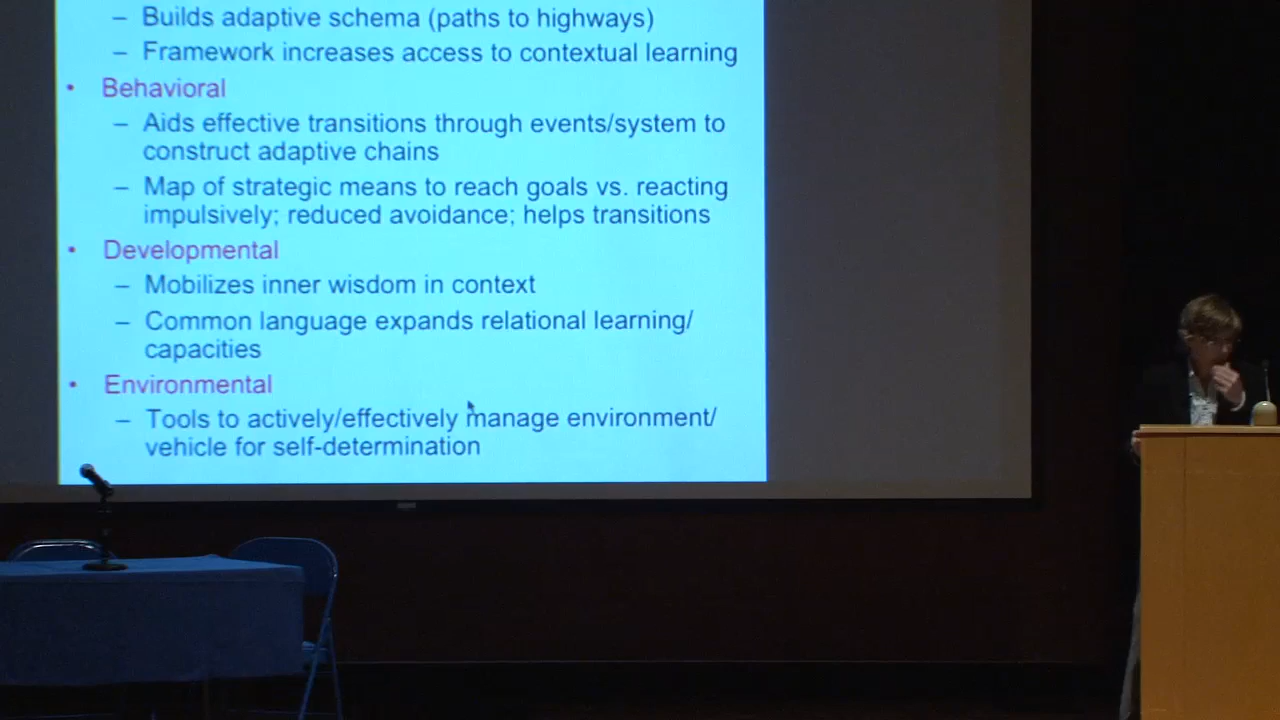 – Builds adaptive schema (paths to highways)
– Framework increases access to contextual learning
• Behavioral
– Aids effective transitions through events/system to
construct adaptive chains
– Map of strategic means to reach goals vs. reacting
impulsively; reduced avoidance; helps transitions
• Developmental
– Mobilizes inner wisdom in context
– Common language expands relational learning/
capacities
• Environmental
– Tools to actively/effectively manage environment/
vehicle for self-determination